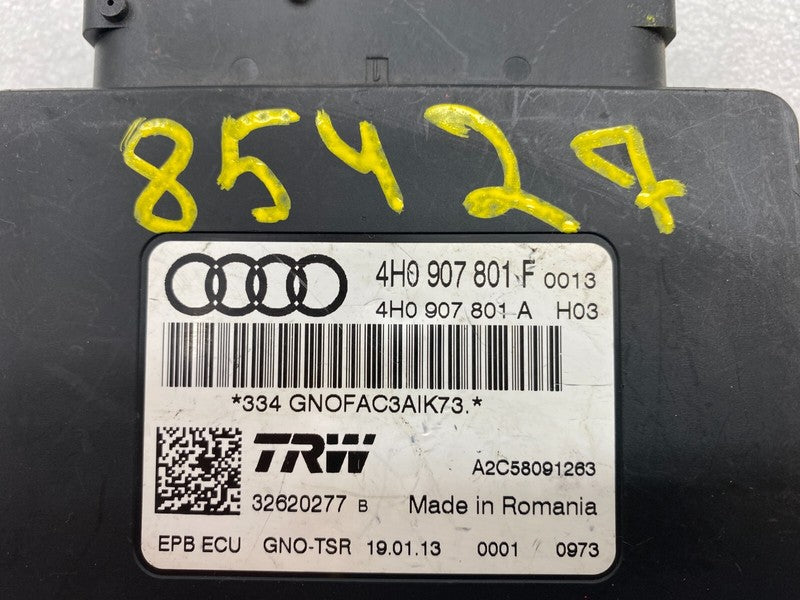 85427
4H0 907 801 F 0013
4H0 907 801 A H03
*334 GNOFAC3AIK73.*
TRW A2C58091263
32620277 B Made in Romania
EPB ECU GNO-TSR 19.01.13 0001 0973